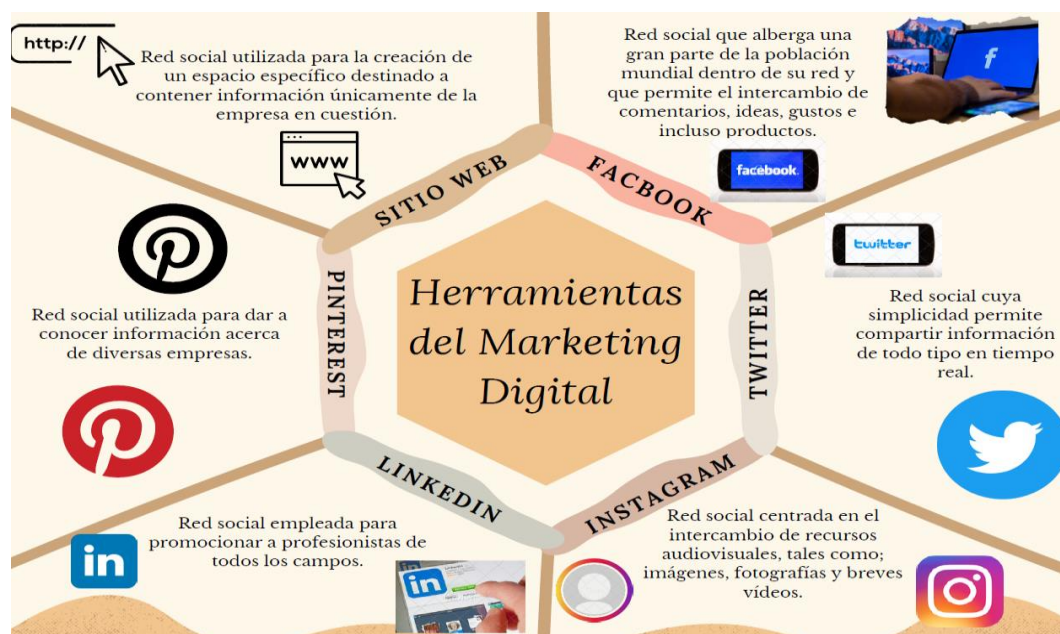 http://
Red social utilizada para la creación de
un espacio específico destinado a
contener información únicamente de la
empresa en cuestión.
www
SITIO WEB
Red social que alberga una
gran parte de la población
mundial dentro de su red y
que permite el intercambio de
comentarios, ideas, gustos e
incluso productos.
f
facebook
FACBOOK
twitter
Red social cuya
simplicidad permite
compartir información
de todo tipo en tiempo
real.
TWITTER
Herramientas
del Marketing
Digital
Red social utilizada para dar a
conocer información acerca
de diversas empresas.
PINTEREST
LINKEDIN
Red social empleada para
promocionar a profesionistas de
todos los campos.
in
in
INSTAGRAM
Red social centrada en el
intercambio de recursos
audiovisuales, tales como;
imágenes, fotografías y breves
vídeos.